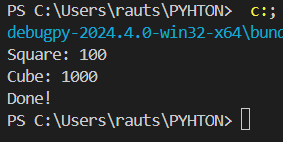 PS C:\Users\rauts\PYHTON>  c:;
debugpy-2024.4.0-win32-x64\bund
Square: 100
Cube: 1000
Done!
PS C:\Users\rauts\PYHTON>